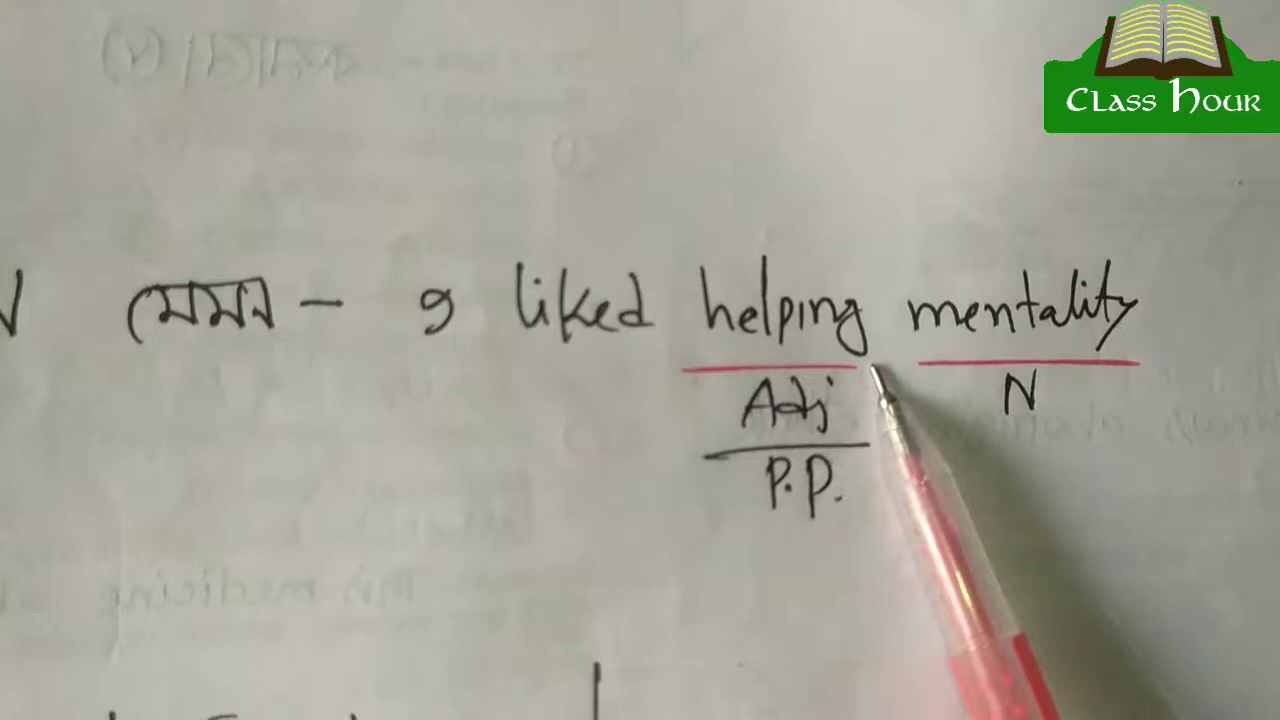 Class Hour
যেমন – I liked helping mentality
Adj N
P.P.